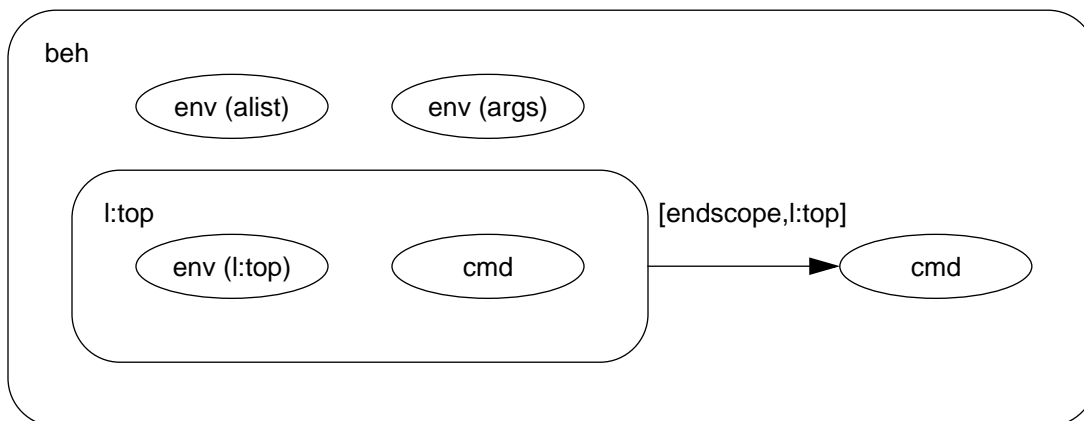 beh
env (alist)
env (args)
l:top
[endscope,l:top]
env (l:top)
cmd
cmd